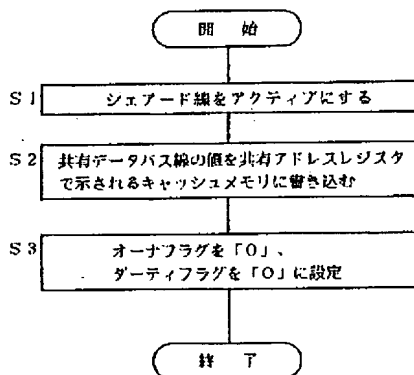 開 始
S1 シェアード線をアクティブにする
S2 共有データバス線の値を共有アドレスレジスタ
で示されるキャッシュメモリに書き込む
S3 オーナフラグを「0」、
ダーティフラグを「0」に設定
終 了